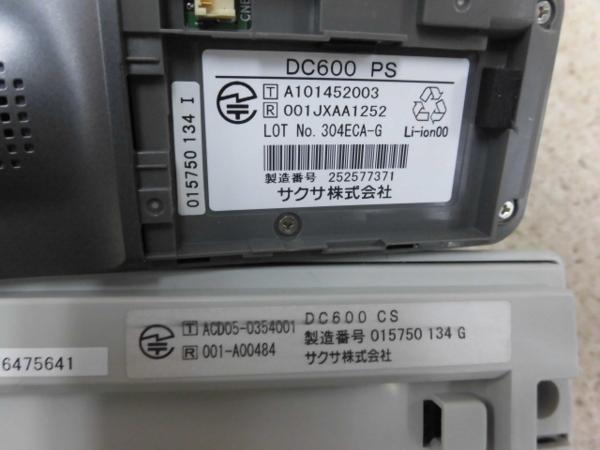 CNE
DC600 PS
T A101452003
R 001JXAA1252
LOT No. 304ECA-G
Li-ion00
製造番号 252577371
サクサ株式会社
015750 134 I
DC600 CS
T ACD05-0354001
製造番号 015750 134 G
R 001-A00484
サクサ株式会社
6475641